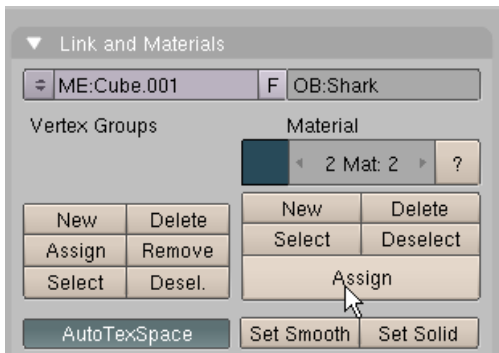 Link and Materials
ME:Cube.001 F OB:Shark
Vertex Groups Material
2 Mat: 2 ?
New Delete New Delete
Assign Remove Select Deselect
Select Desel. Assign
AutoTexSpace Set Smooth Set Solid